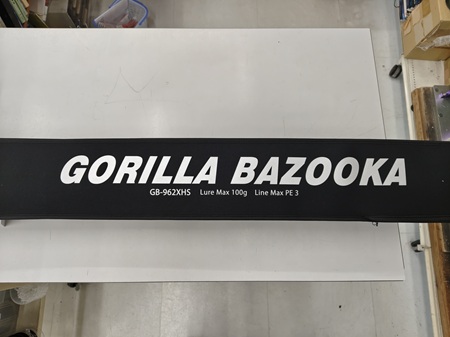 GORILLA BAZOOKA
GB-962XHS Lure Max 100g Line Max PE 3